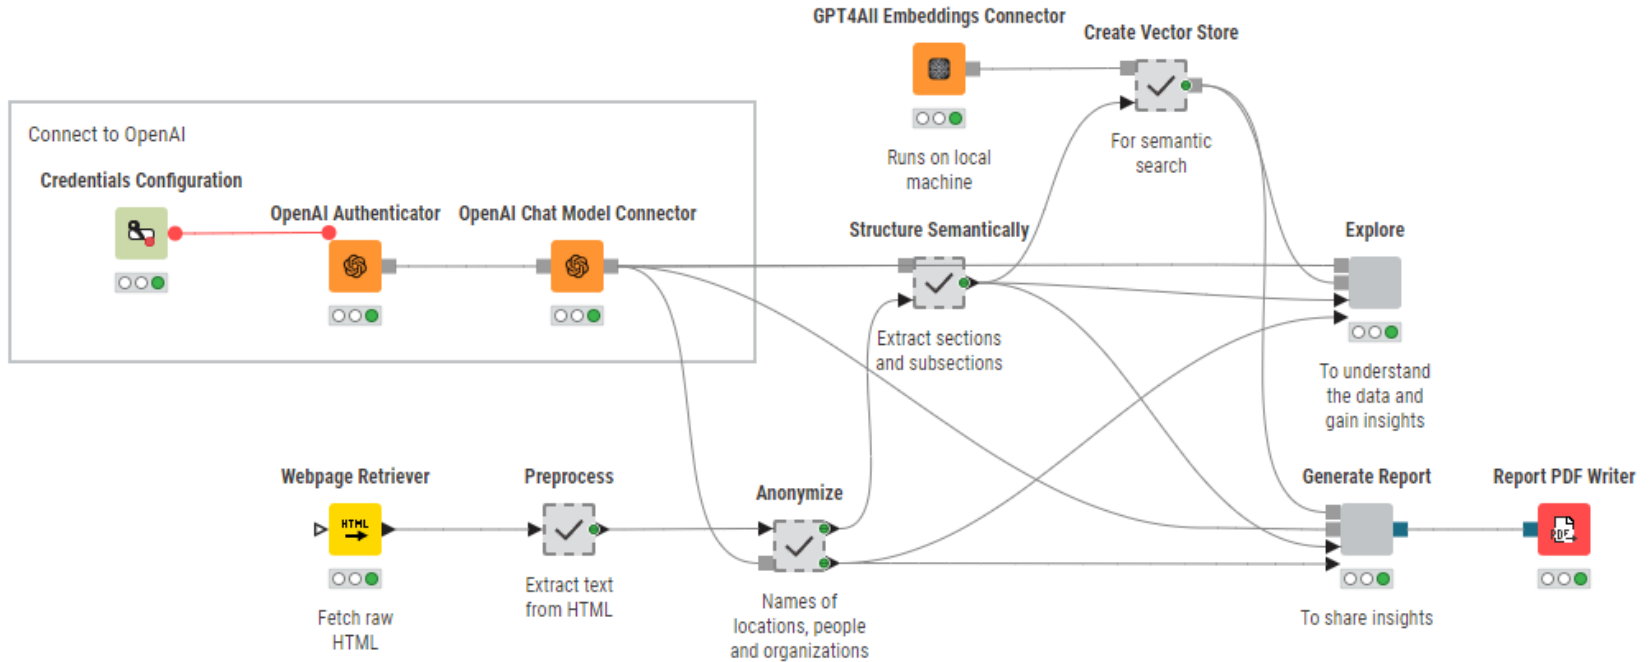 GPT4All Embeddings Connector
Create Vector Store
Runs on local
machine
For semantic
search
Connect to OpenAI
Credentials Configuration
OpenAI Authenticator
OpenAI Chat Model Connector
Structure Semantically
Explore
Extract sections
and subsections
To understand
the data and
gain insights
Webpage Retriever
HTML
Fetch raw
HTML
Preprocess
Extract text
from HTML
Anonymize
Names of
locations, people
and organizations
Generate Report
To share insights
Report PDF Writer
PDF